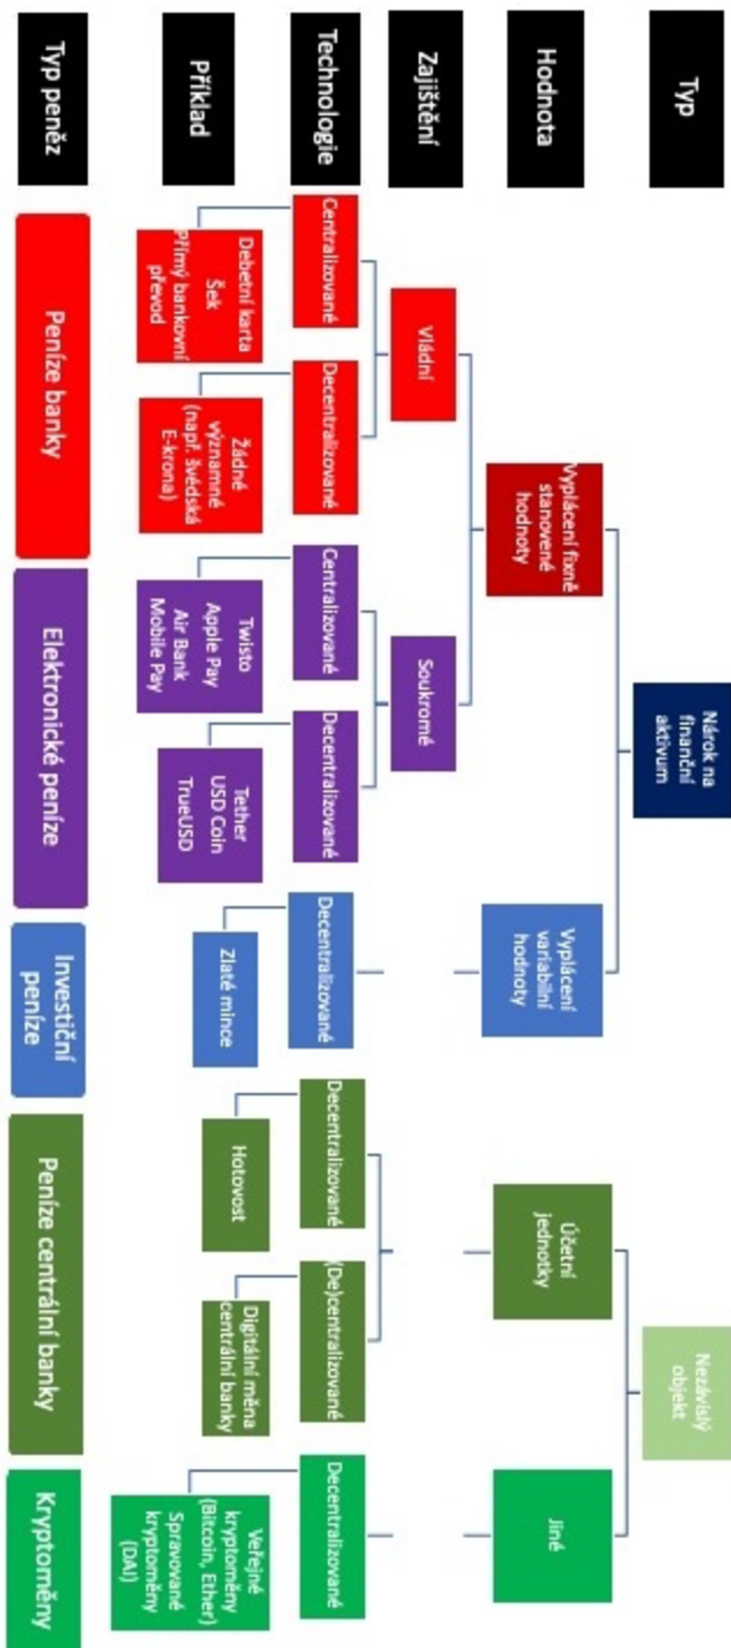 Typ
Nárok na
finanční
aktivum
Nezávislý
objekt
Hodnota
Vyplácení fixně
stanovené
hodnoty
Vyplácení
variabilní
hodnoty
Účetní
jednotky
Jiné
Zajištění
Vládní
Soukromé
Technologie
Centralizované
Decentralizované
Centralizované
Decentralizované
Decentralizované
Decentralizované
(De)centralizované
Decentralizované
Příklad
Debetní karta
Šek
Přímý bankovní
převod
Žádné
významné
(např. švédská
E-krona)
Twisto
Apple Pay
Air Bank
Mobile Pay
Tether
USD Coin
TrueUSD
Zlaté mince
Hotovost
Digitální měna
centrální banky
Veřejné
kryptoměny
(Bitcoin, Ether)
Spravované
kryptoměny
(DAI)
Typ peněz
Peníze banky
Elektronické peníze
Investiční
peníze
Peníze centrální banky
Kryptoměny